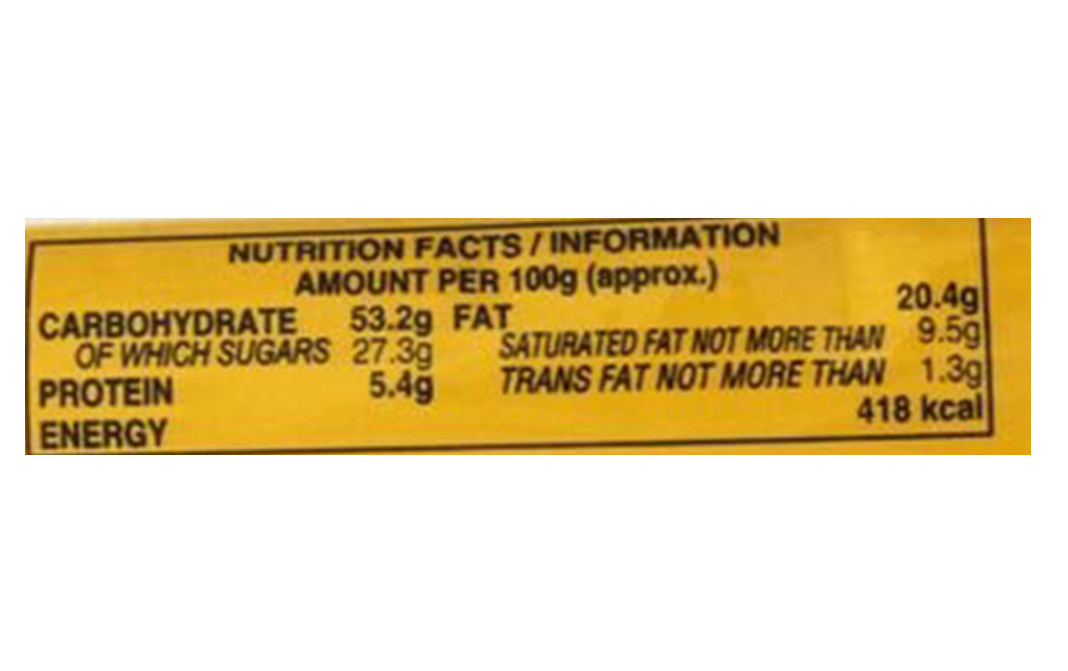 NUTRITION FACTS / INFORMATION
AMOUNT PER 100g (approx.)
CARBOHYDRATE 53.2g FAT 20.4g
OF WHICH SUGARS 27.3g SATURATED FAT NOT MORE THAN 9.5g
PROTEIN 5.4g TRANS FAT NOT MORE THAN 1.3g
ENERGY 418 kcal